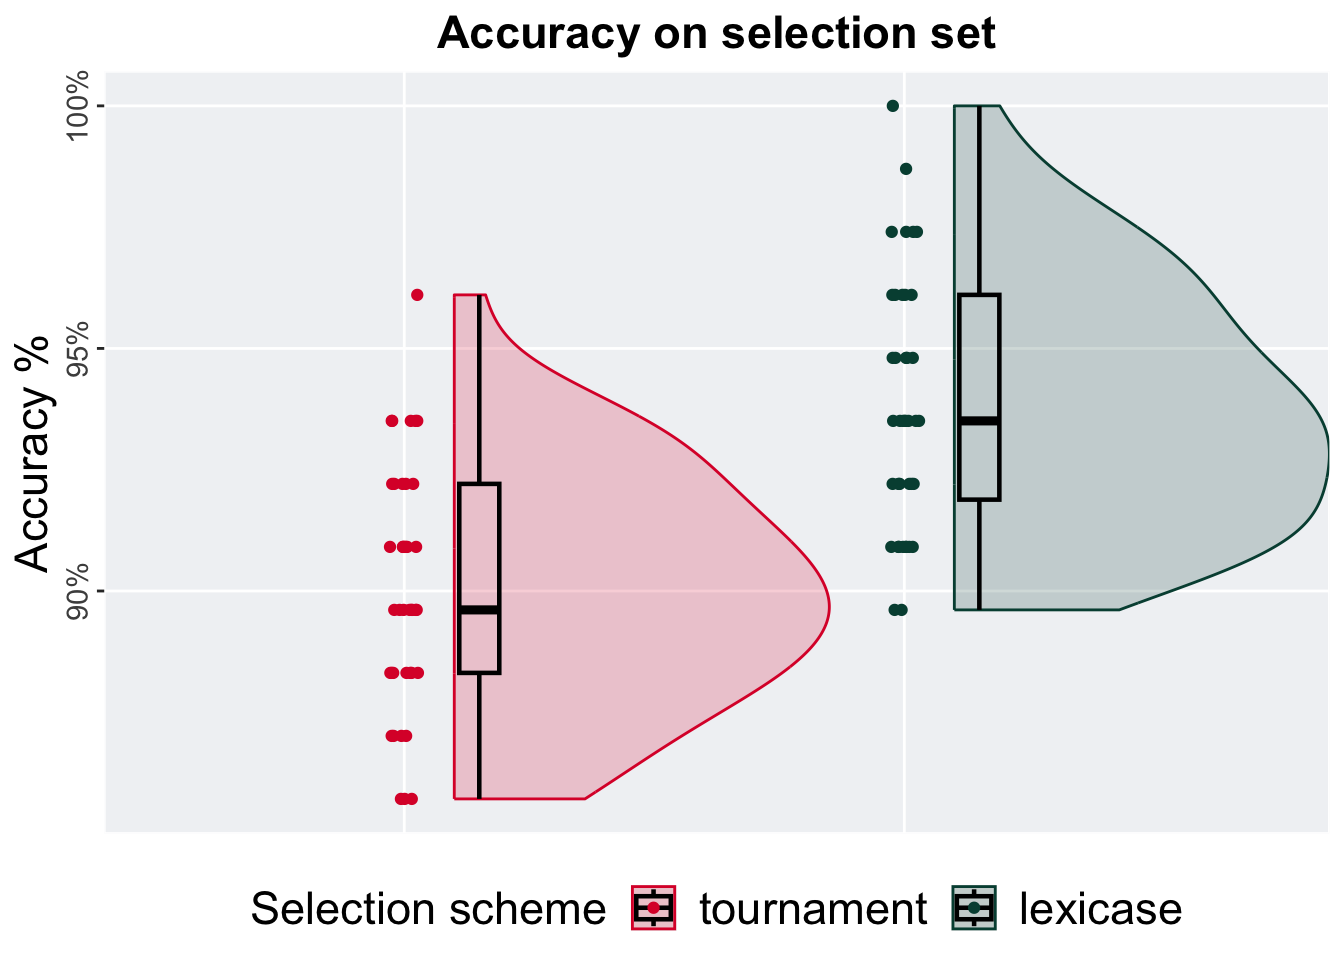 Accuracy on selection set
Accuracy %
100%
95%
90%
Selection scheme tournament lexicase